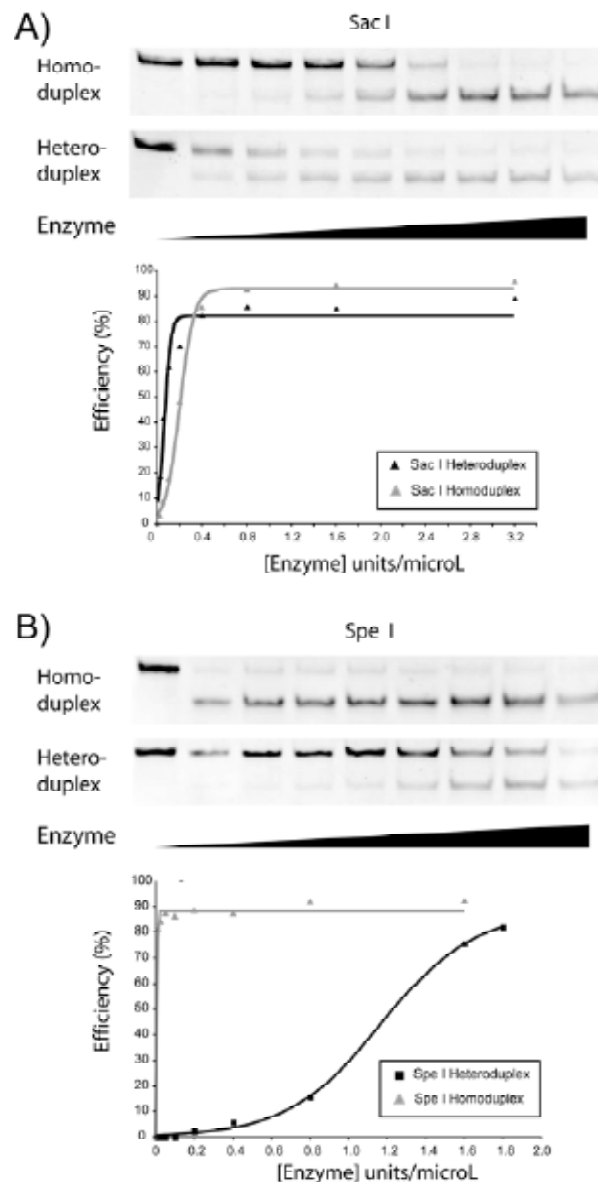 A)
Sac I
Homo-
duplex
Hetero-
duplex
Enzyme
100
90
80
70
60
50
40
30
20
10
0
Efficiency (%)
Sac I Heteroduplex
Sac I Homoduplex
0 0.4 0.8 1.2 1.6 2.0 2.4 2.8 3.2
[Enzyme] units/microL
B)
Spe I
Homo-
duplex
Hetero-
duplex
Enzyme
100
90
80
70
60
50
40
30
20
10
0
Efficiency (%)
Spe I Heteroduplex
Spe I Homoduplex
0 0.2 0.4 0.6 0.8 1.0 1.2 1.4 1.6 1.8 2.0
[Enzyme] units/microL